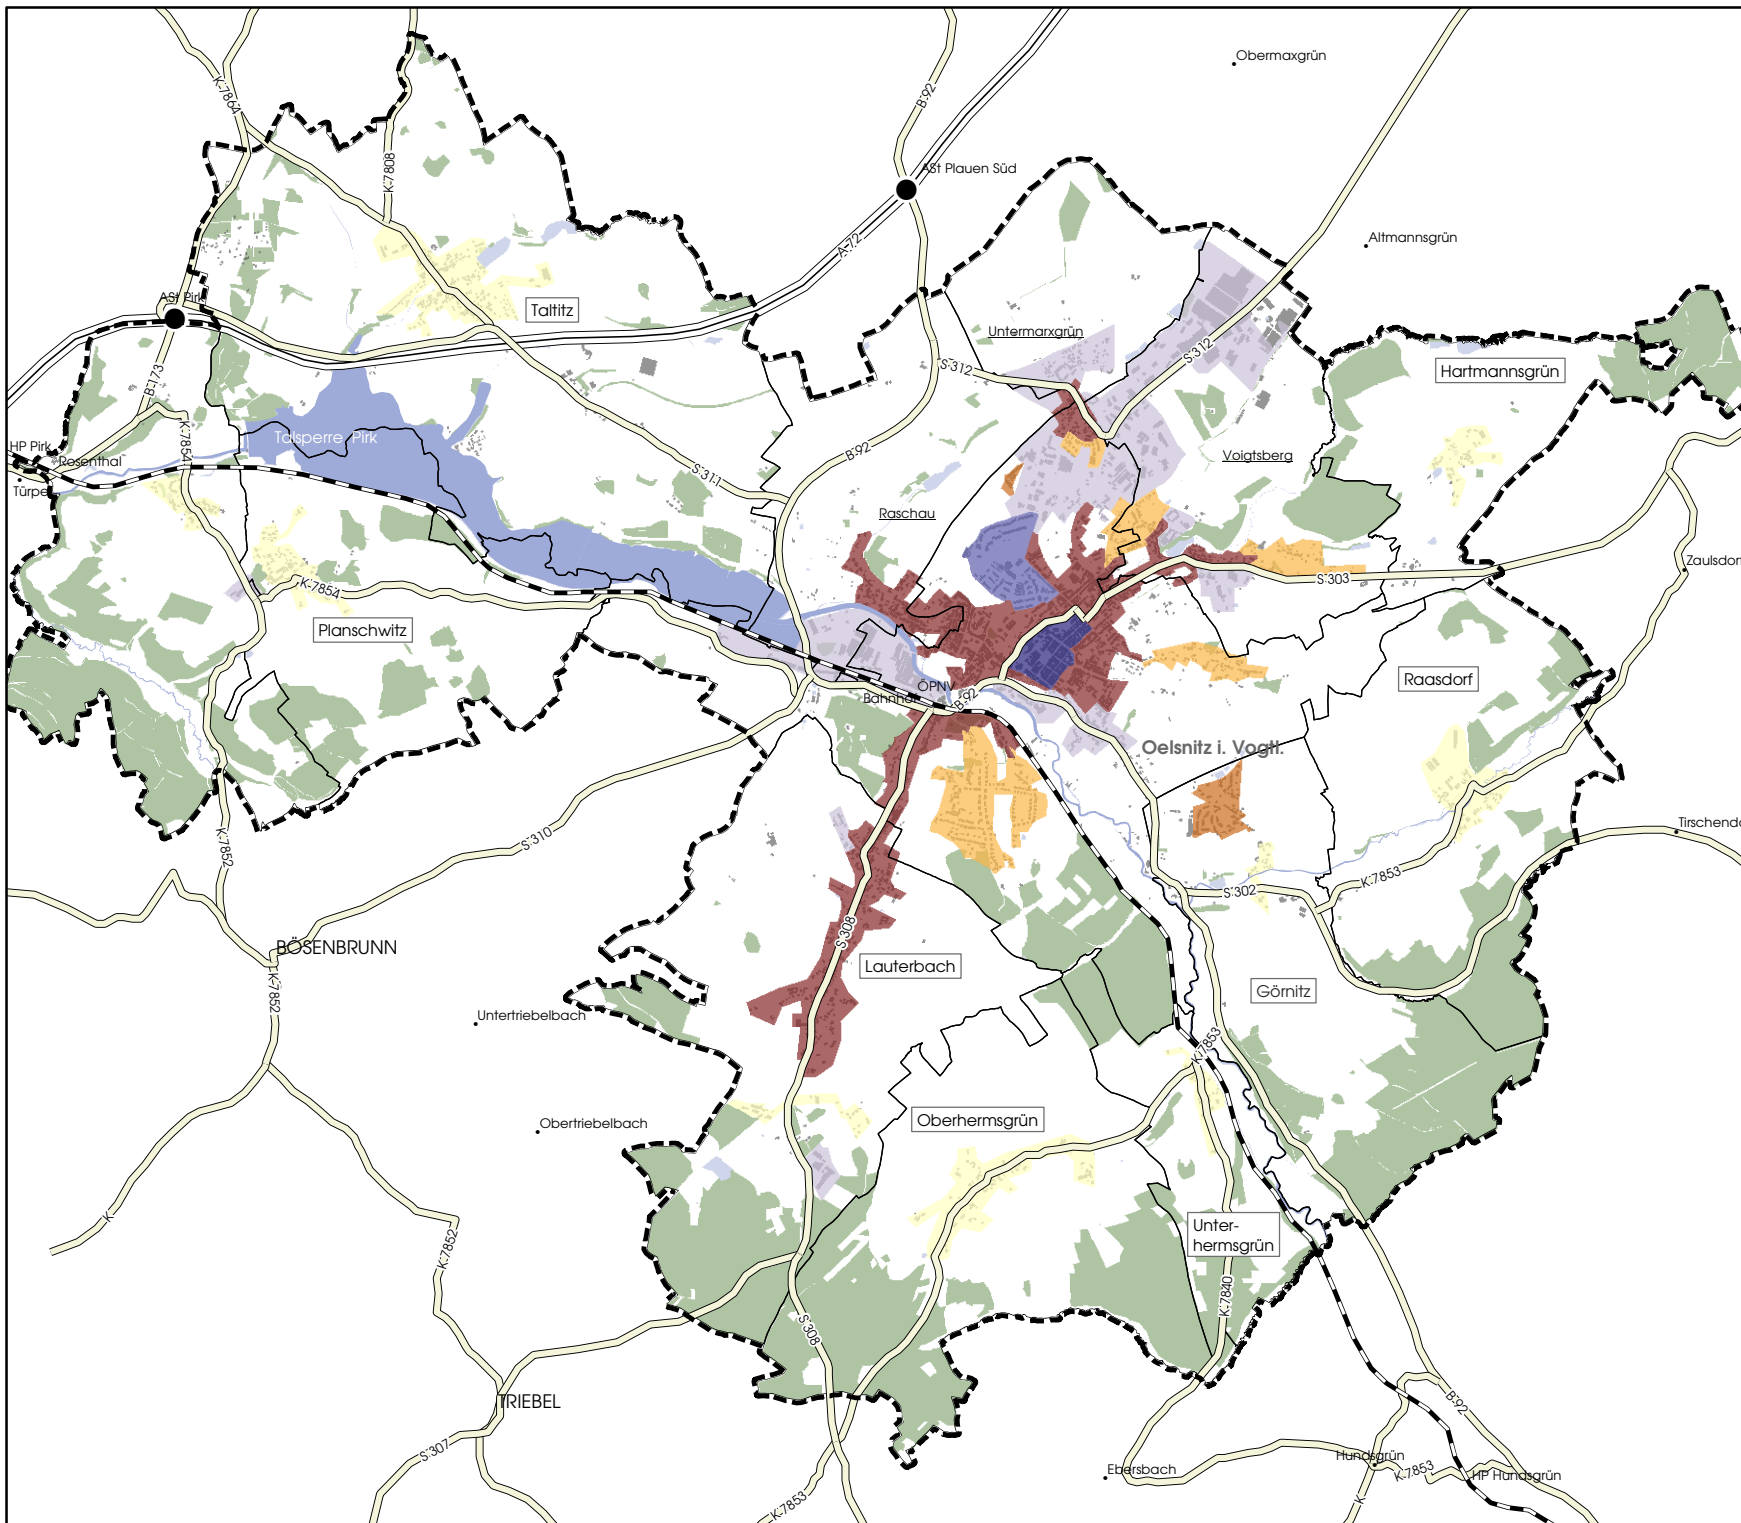 Obermaxgrün
K 7864
B 92
K 7808
ASt Plauen Süd
Altmannsgrün
A 72
ASt Pirk
Taltitz
Untermarxgrün
S 312
S 312
Hartmannsgrün
B 173
K 7854
Talsperre Pirk
HP Pirk
Rosenthal
Türpe
S 311
B 92
Voigtsberg
Raschau
Zaulsdorf
K 7854
S 303
Planschwitz
Raasdorf
ÖPNV
Bahnhof
B 92
Oelsnitz i. Vogtl.
S 310
K 7852
Tirschendo
K 7853
S 302
BÖSENBRUNN
S 308
Lauterbach
K 7852
Görnitz
Untertriebelbach
K 7853
Obertriebelbach
Oberhermsgrün
K
K 7852
Unter-
hermsgrün
K 7840
S 308
TRIEBEL
B 92
S 307
Hundsgrün
Ebersbach
K 7853
HP Hundsgrün
K 7853
K